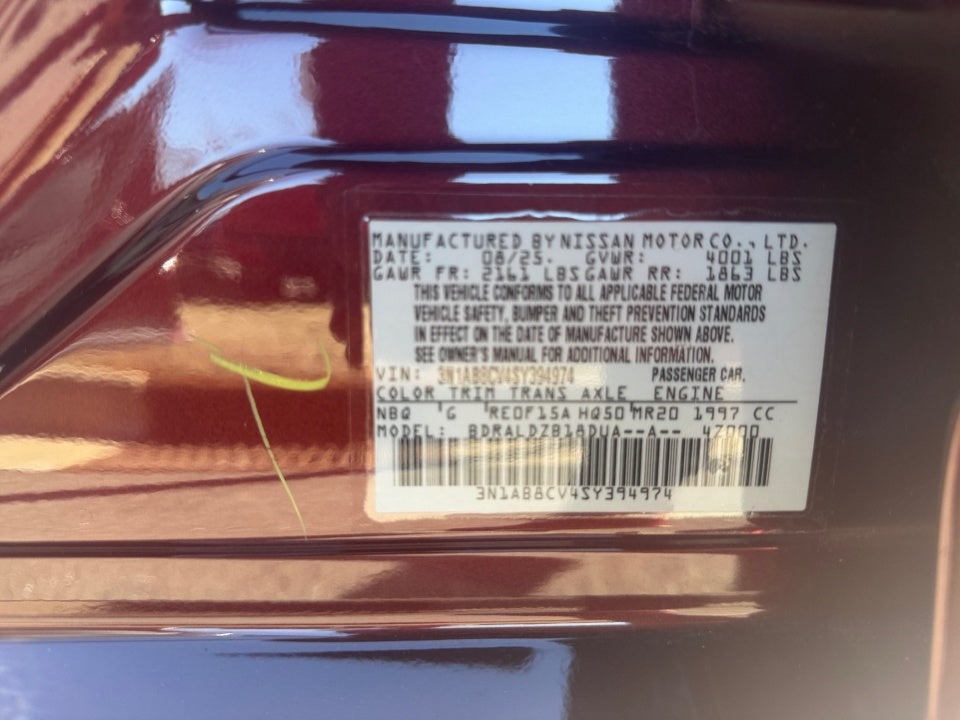 MANUFACTURED BY NISSAN MOTOR CO., LTD.
DATE: 08/25. GVWR: 4001 LBS
GAWR FR: 2161 LBS GAWR RR: 1863 LBS
THIS VEHICLE CONFORMS TO ALL APPLICABLE FEDERAL MOTOR
VEHICLE SAFETY, BUMPER AND THEFT PREVENTION STANDARDS
IN EFFECT ON THE DATE OF MANUFACTURE SHOWN ABOVE.
SEE OWNER'S MANUAL FOR ADDITIONAL INFORMATION.
VIN: 3N1AB8CV4SY394974 PASSENGER CAR.
COLOR TRIM TRANS AXLE ENGINE
NBQ G RE0F15A HQ50 MR20 1997 CC
MODEL: BDRALDZB18DUA--A-- 4Z000
3N1AB8CV4SY394974